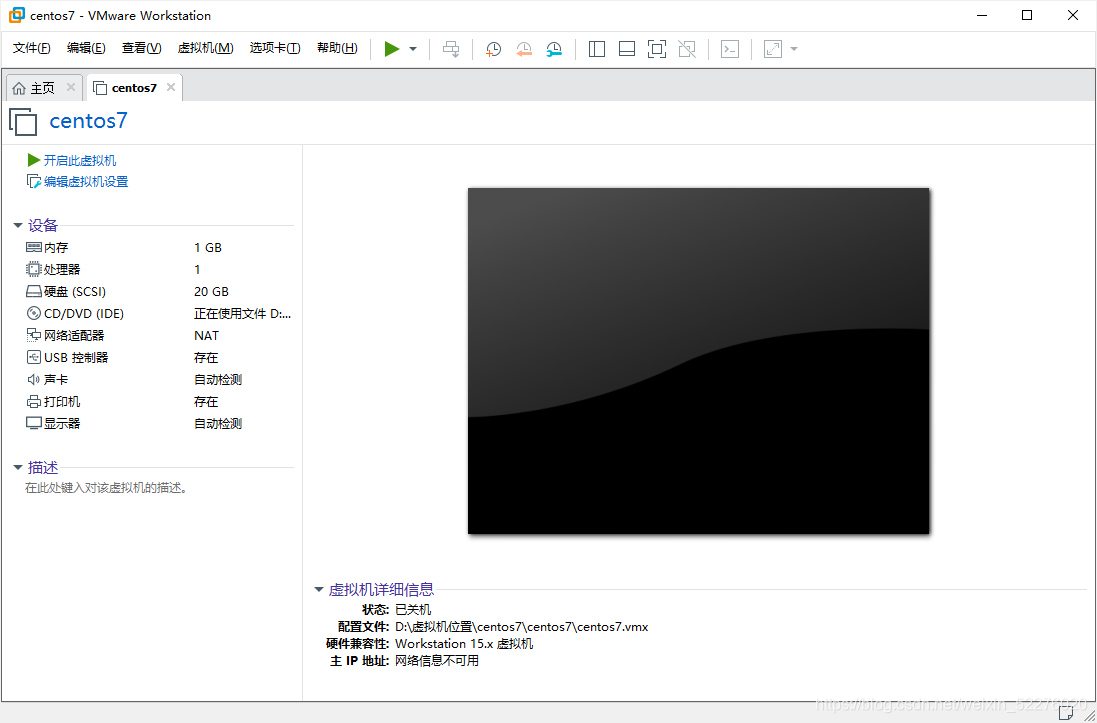 centos7 - VMware Workstation
文件(F) 编辑(E) 查看(V) 虚拟机(M) 选项卡(T) 帮助(H)
主页 centos7
centos7
开启此虚拟机
编辑虚拟机设置
设备
内存 1 GB
处理器 1
硬盘 (SCSI) 20 GB
CD/DVD (IDE) 正在使用文件 D:...
网络适配器 NAT
USB 控制器 存在
声卡 自动检测
打印机 存在
显示器 自动检测
描述
在此处键入对该虚拟机的描述。
虚拟机详细信息
状态: 已关机
配置文件: D:\虚拟机位置\centos7\centos7\centos7.vmx
硬件兼容性: Workstation 15.x 虚拟机
主 IP 地址: 网络信息不可用